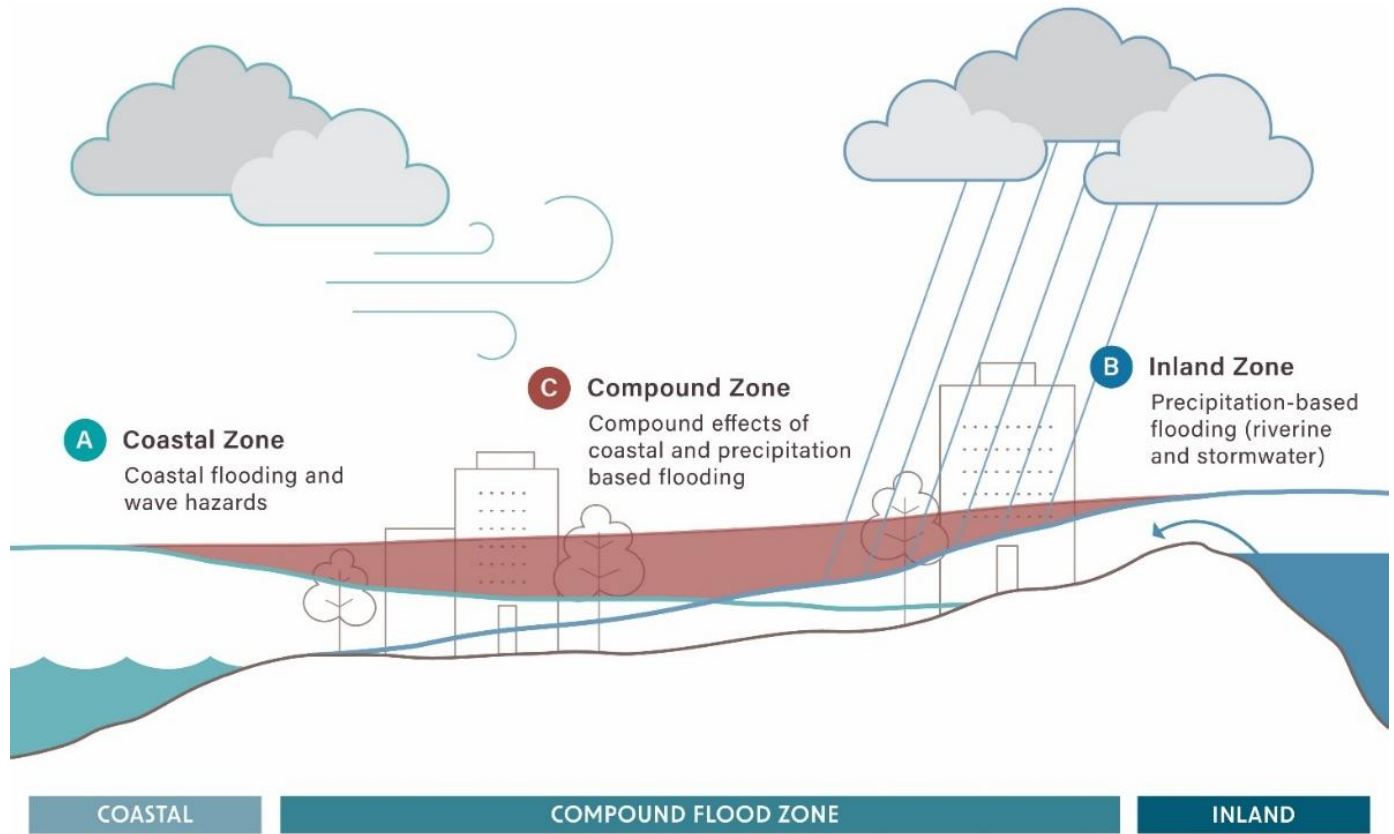 A Coastal Zone
Coastal flooding and
wave hazards
C Compound Zone
Compound effects of
coastal and precipitation
based flooding
B Inland Zone
Precipitation-based
flooding (riverine
and stormwater)
COASTAL
COMPOUND FLOOD ZONE
INLAND